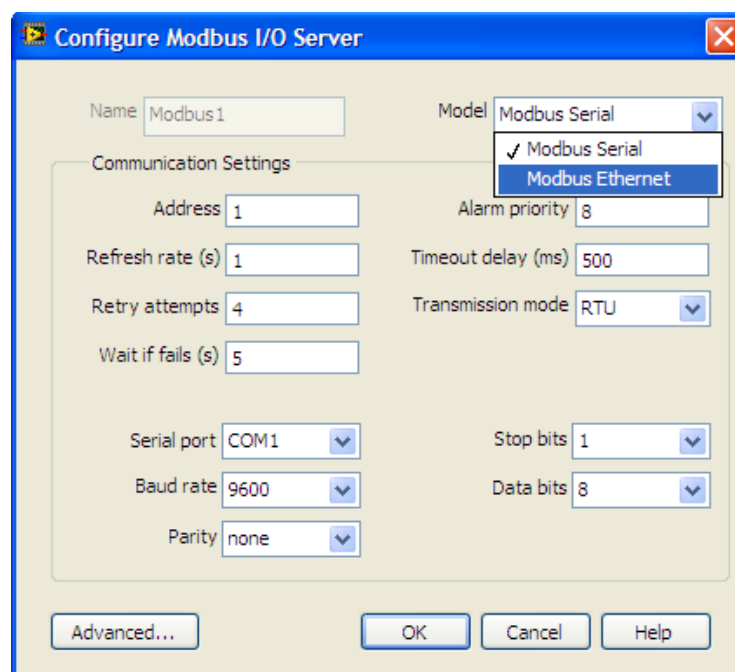 Configure Modbus I/O Server
Name Modbus1 Model Modbus Serial
Modbus Serial
Modbus Ethernet
Communication Settings
Address 1 Alarm priority 8
Refresh rate (s) 1 Timeout delay (ms) 500
Retry attempts 4 Transmission mode RTU
Wait if fails (s) 5
Serial port COM1 Stop bits 1
Baud rate 9600 Data bits 8
Parity none
Advanced... OK Cancel Help